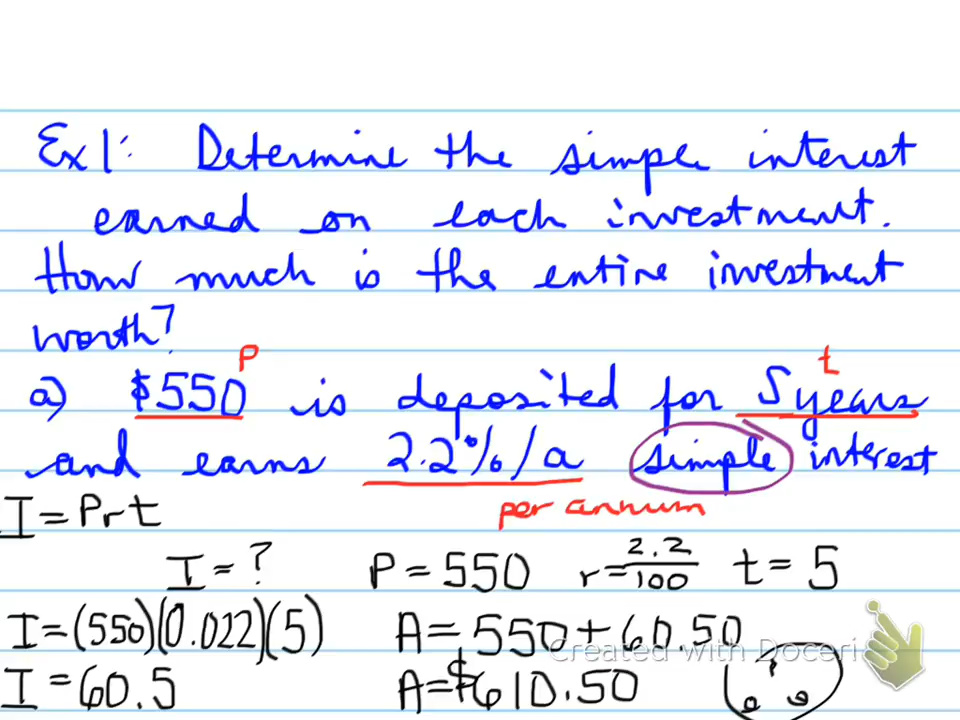 Ex 1: Determine the simple interest
earned on each investment.
How much is the entire investment
worth?
P t
a) $550 is deposited for 5 years
and earns 2.2%/a simple interest
I = Prt per annum
I = ? P = 550 r = 2.2/100 t = 5
I = (550)(0.022)(5) A = 550 + 60.50
Created with Doceri
I = 60.5 A = $610.50